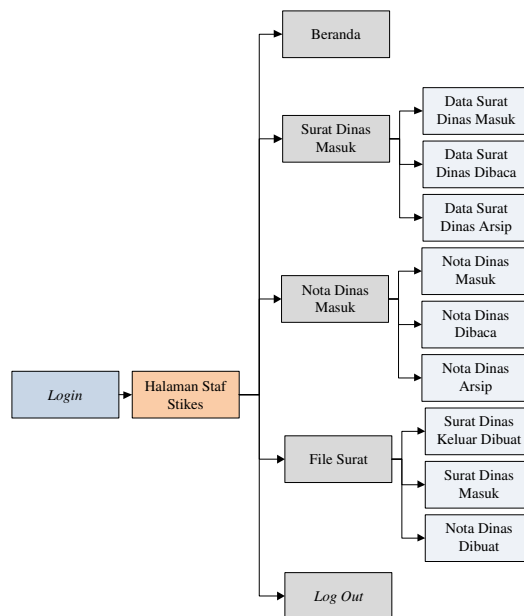 Login
Halaman Staf
Stikes
Beranda
Surat Dinas
Masuk
Data Surat
Dinas Masuk
Data Surat
Dinas Dibaca
Data Surat
Dinas Arsip
Nota Dinas
Masuk
Nota Dinas
Masuk
Nota Dinas
Dibaca
Nota Dinas
Arsip
File Surat
Surat Dinas
Keluar Dibuat
Surat Dinas
Masuk
Nota Dinas
Dibuat
Log Out